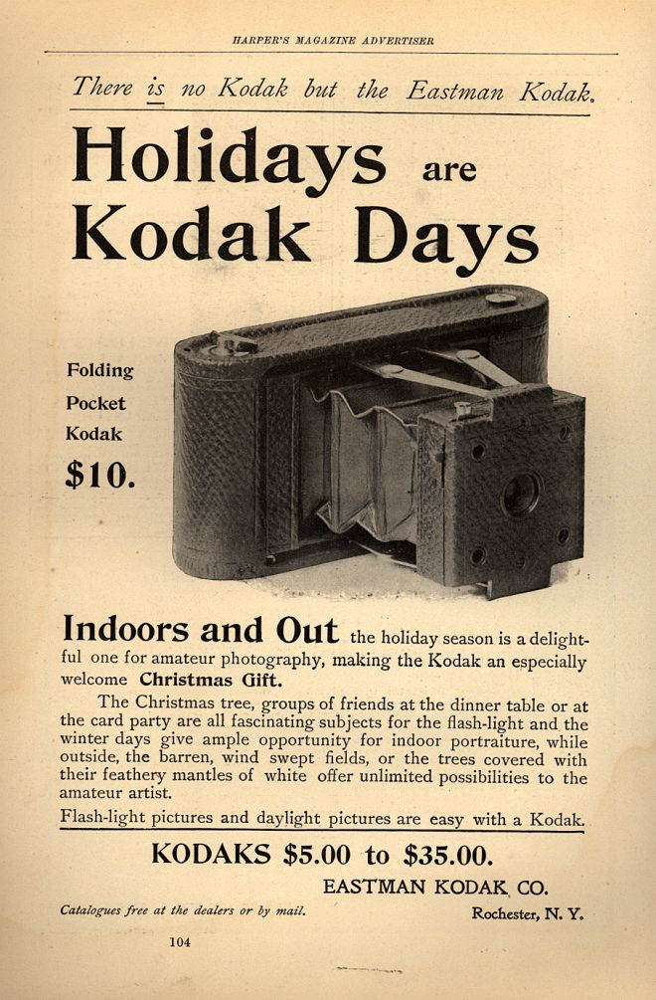 HARPER'S MAGAZINE ADVERTISER
There is no Kodak but the Eastman Kodak.
Holidays are
Kodak Days
Folding
Pocket
Kodak
$10.
Indoors and Out the holiday season is a delight-
ful one for amateur photography, making the Kodak an especially
welcome Christmas Gift.
The Christmas tree, groups of friends at the dinner table or at
the card party are all fascinating subjects for the flash-light and the
winter days give ample opportunity for indoor portraiture, while
outside, the barren, wind swept fields, or the trees covered with
their feathery mantles of white offer unlimited possibilities to the
amateur artist.
Flash-light pictures and daylight pictures are easy with a Kodak.
KODAKS $5.00 to $35.00.
EASTMAN KODAK CO.
Catalogues free at the dealers or by mail.
Rochester, N. Y.
104